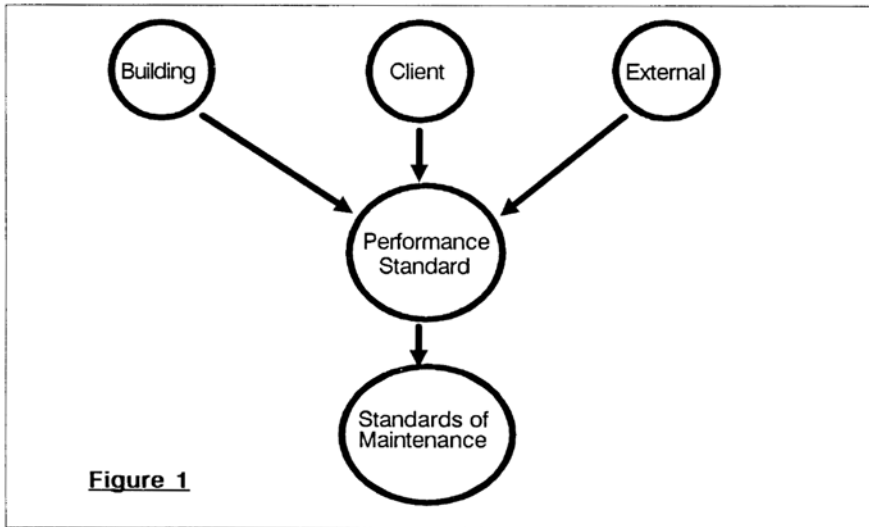 Building
Client
External
Performance
Standard
Standards of
Maintenance
Figure 1